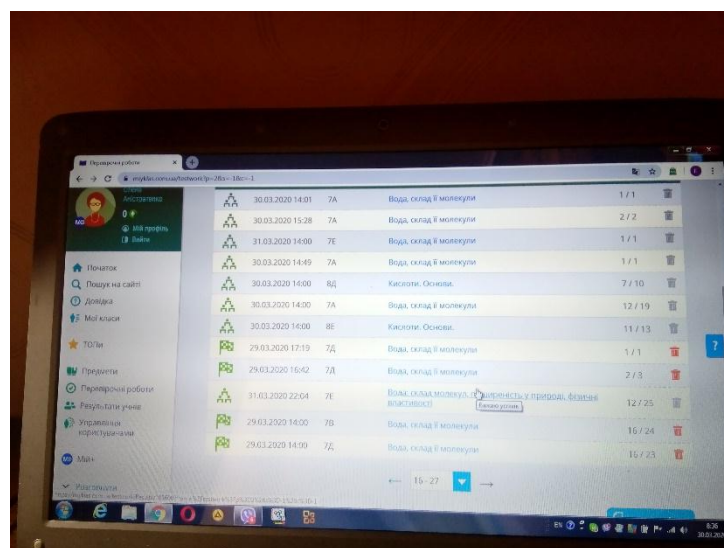 Перевірочні роботи
miyklas.com.ua/testwork?p=2&s=-1&c=-1
0
Мій профіль
Вийти
Початок
Пошук на сайті
Довідка
Мої класи
ТОПи
Предмети
Перевірочні роботи
Результати учнів
Управління
користувачами
Мій+
30.03.2020 14:01 7А Вода, склад її молекули 1 / 1
30.03.2020 15:28 7А Вода, склад її молекули 2 / 2
31.03.2020 14:00 7Е Вода, склад її молекули 1 / 1
30.03.2020 14:49 7А Вода, склад її молекули 1 / 1
30.03.2020 14:00 8Д Кислоти. Основи. 7 / 10
30.03.2020 14:00 7А Вода, склад її молекули 12 / 19
30.03.2020 14:00 8Е Кислоти. Основи. 11 / 13
29.03.2020 17:19 7Д Вода, склад її молекули 1 / 1
29.03.2020 16:42 7Д Вода, склад її молекули 2 / 3
31.03.2020 22:04 7Е Вода, склад молекул, поширеність у природі, фізичні 12 / 25
властивості
29.03.2020 14:00 7В Вода, склад її молекули 16 / 24
29.03.2020 14:00 7Д Вода, склад її молекули 16 / 23
← 16 - 27 →
?
EN
8:36
30.03.2020